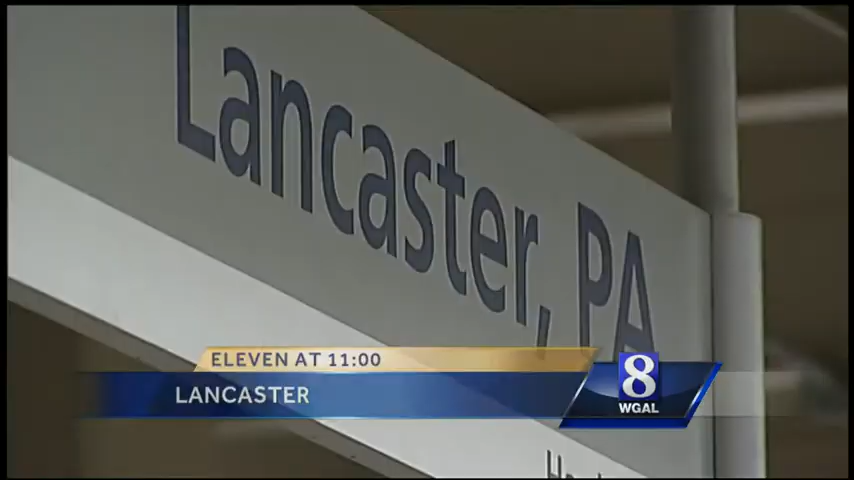 Lancaster, PA
ELEVEN AT 11:00
LANCASTER
8
WGAL